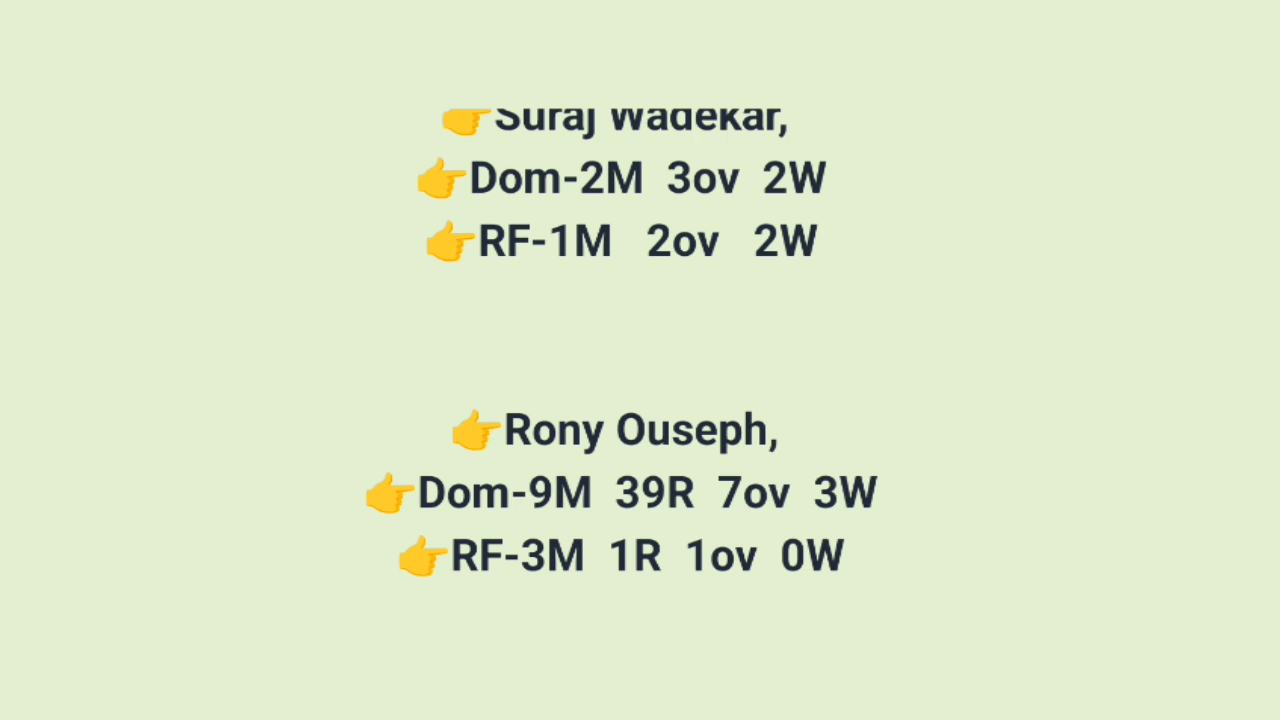 👉Suraj Wadekar,
👉Dom-2M 3ov 2W
👉RF-1M 2ov 2W
👉Rony Ouseph,
👉Dom-9M 39R 7ov 3W
👉RF-3M 1R 1ov 0W